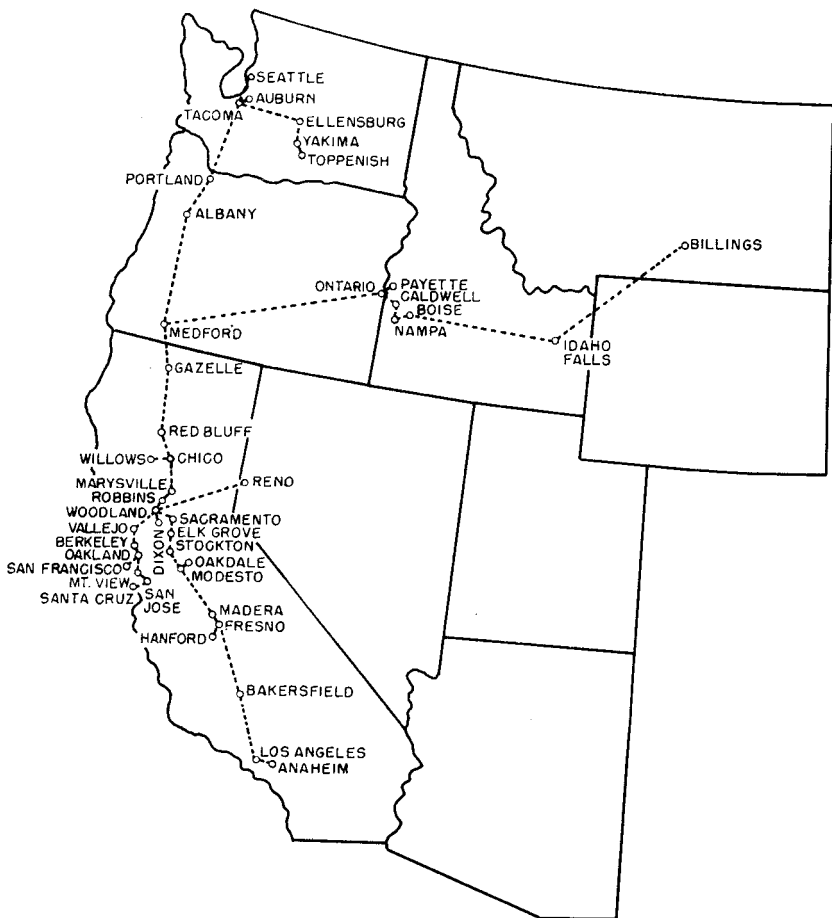 SEATTLE
AUBURN
TACOMA
ELLENSBURG
YAKIMA
TOPPENISH
PORTLAND
ALBANY
BILLINGS
ONTARIO
PAYETTE
CALDWELL
BOISE
NAMPA
MEDFORD
IDAHO
FALLS
GAZELLE
RED BLUFF
WILLOWS
CHICO
MARYSVILLE
RENO
ROBBINS
WOODLAND
SACRAMENTO
VALLEJO
ELK GROVE
DIXON
BERKELEY
STOCKTON
OAKLAND
OAKDALE
SAN FRANCISCO
MODESTO
MT. VIEW
SAN
JOSE
SANTA CRUZ
MADERA
FRESNO
HANFORD
BAKERSFIELD
LOS ANGELES
ANAHEIM